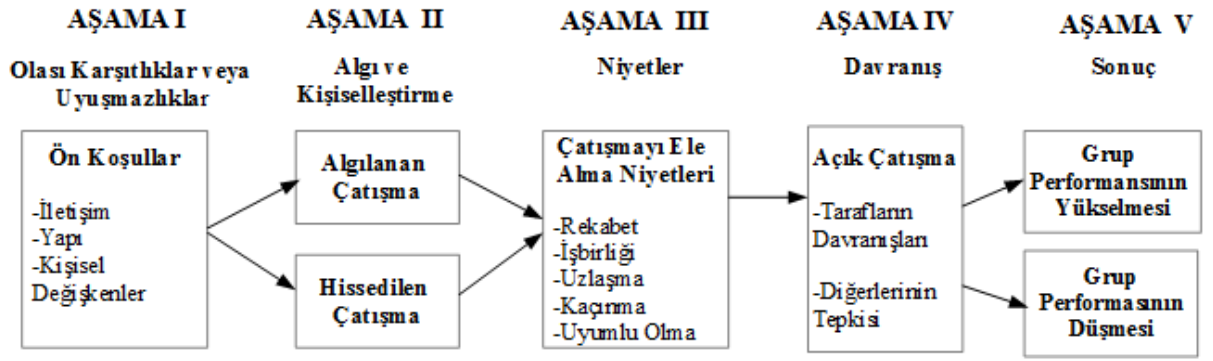 AŞAMA I
Olası Karşıtlıklar veya
Uyuşmazlıklar
Ön Koşullar
-İletişim
-Yapı
-Kişisel
Değişkenler
AŞAMA II
Algı ve
Kişiselleştirme
Algılanan
Çatışma
Hissedilen
Çatışma
AŞAMA III
Niyetler
Çatışmayı Ele
Alma Niyetleri
-Rekabet
-İşbirliği
-Uzlaşma
-Kaçınma
-Uyumlu Olma
AŞAMA IV
Davranış
Açık Çatışma
-Tarafların
Davranışları
-Diğerlerinin
Tepkisi
AŞAMA V
Sonuç
Grup
Performansının
Yükselmesi
Grup
Performasının
Düşmesi